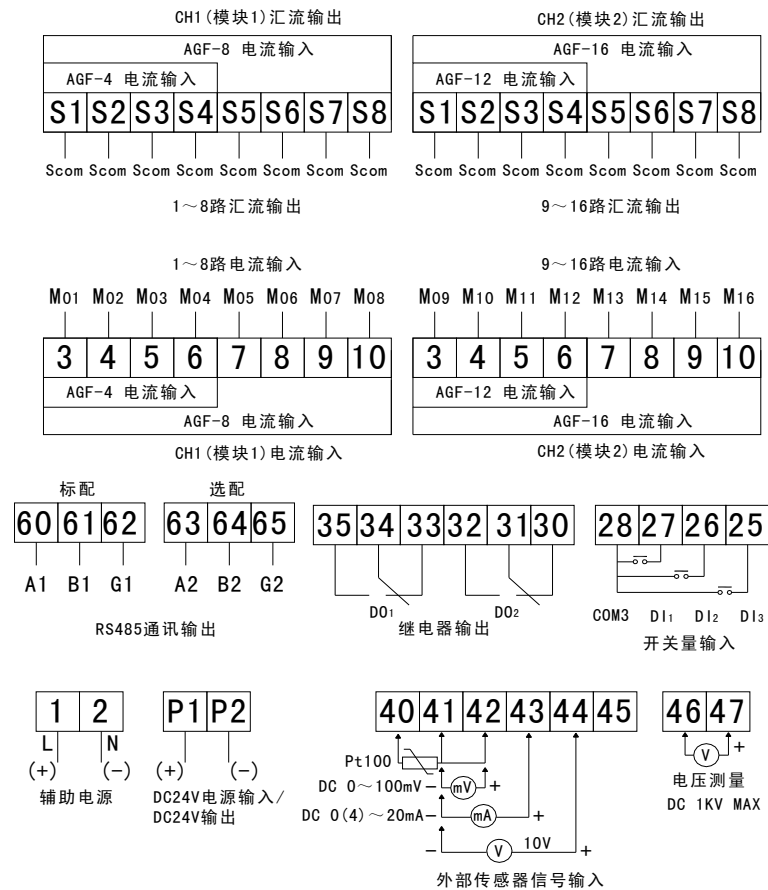 CH1(模块1)汇流输出
CH2(模块2)汇流输出
AGF-8 电流输入
AGF-16 电流输入
AGF-4 电流输入
AGF-12 电流输入
S1 S2 S3 S4 S5 S6 S7 S8
S1 S2 S3 S4 S5 S6 S7 S8
Scom Scom Scom Scom Scom Scom Scom Scom
Scom Scom Scom Scom Scom Scom Scom Scom
1～8路汇流输出
9～16路汇流输出
1～8路电流输入
9～16路电流输入
M01 M02 M03 M04 M05 M06 M07 M08
M09 M10 M11 M12 M13 M14 M15 M16
3 4 5 6 7 8 9 10
3 4 5 6 7 8 9 10
AGF-4 电流输入
AGF-12 电流输入
AGF-8 电流输入
AGF-16 电流输入
CH1(模块1)电流输入
CH2(模块2)电流输入
标配
选配
60 61 62
63 64 65
35 34 33 32 31 30
28 27 26 25
A1 B1 G1
A2 B2 G2
DO1
DO2
COM3 DI1 DI2 DI3
RS485通讯输出
继电器输出
开关量输入
1 2
P1 P2
40 41 42 43 44 45
46 47
L N
(+) (-)
(+) (-)
辅助电源
DC24V电源输入/
DC24V输出
Pt100
DC 0～100mV - mV +
DC 0(4)～20mA - mA +
- V 10V +
外部传感器信号输入
- V +
电压测量
DC 1KV MAX